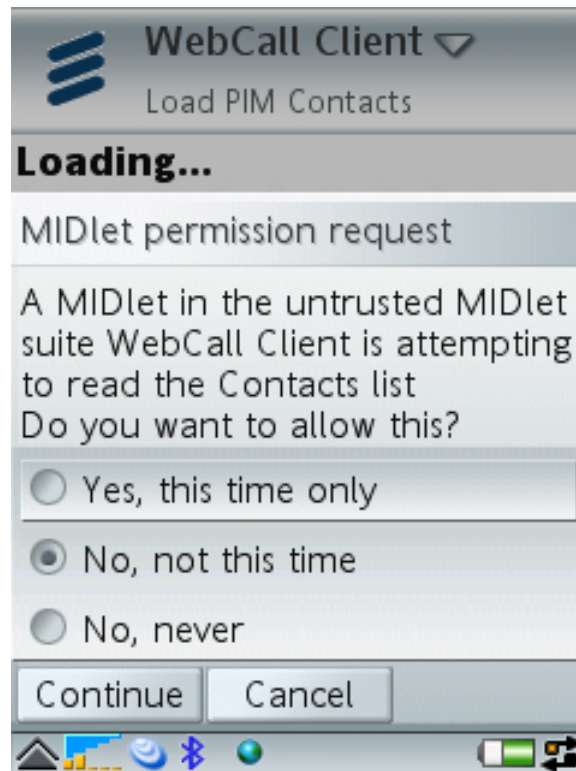 WebCall Client
Load PIM Contacts
Loading...
MIDlet permission request
A MIDlet in the untrusted MIDlet
suite WebCall Client is attempting
to read the Contacts list
Do you want to allow this?
Yes, this time only
No, not this time
No, never
Continue
Cancel